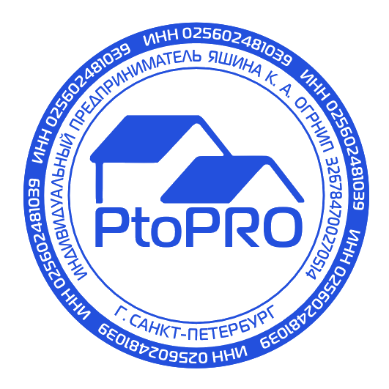 ИНН 025602481039 ИНН 025602481039 ИНН 025602481039 ИНН 025602481039 ИНН 025602481039 ИНН 025602481039
ИНДИВИДУАЛЬНЫЙ ПРЕДПРИНИМАТЕЛЬ ЯШИНА К. А. ОГРНИП 326784700270514
PtoPRO
Г. САНКТ-ПЕТЕРБУРГ